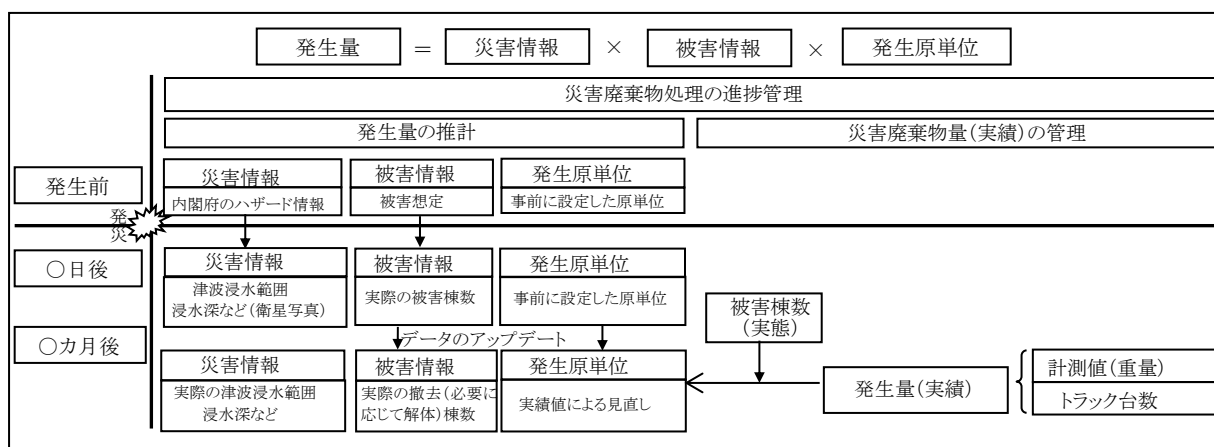 発生量 = 災害情報 × 被害情報 × 発生原単位
災害廃棄物処理の進捗管理
発生量の推計
災害廃棄物量(実績)の管理
発生前
災害情報
内閣府のハザード情報
被害情報
被害想定
発生原単位
事前に設定した原単位
発災
〇日後
災害情報
津波浸水範囲
浸水深など(衛星写真)
被害情報
実際の被害棟数
発生原単位
事前に設定した原単位
被害棟数
(実態)
データのアップデート
〇カ月後
災害情報
実際の津波浸水範囲
浸水深など
被害情報
実際の撤去(必要に
応じて解体)棟数
発生原単位
実績値による見直し
発生量(実績)
計測値(重量)
トラック台数